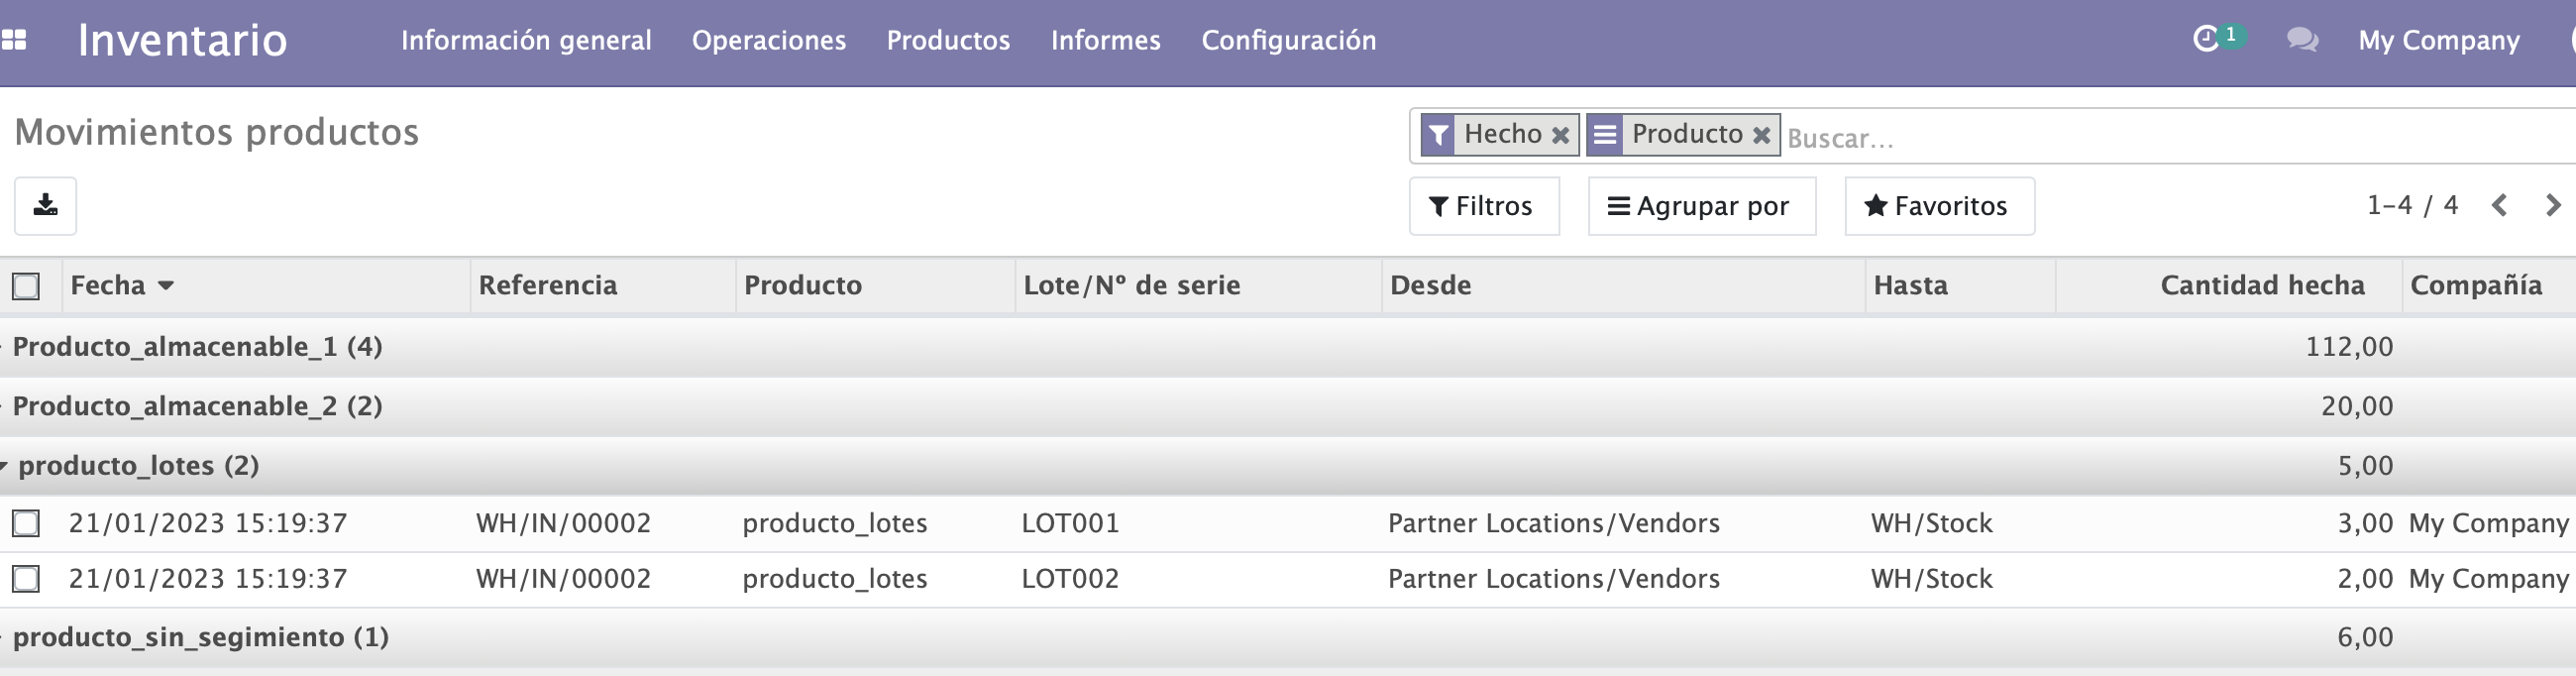 Inventario Información general Operaciones Productos Informes Configuración 1 My Company
Movimientos productos Hecho Producto Buscar...
Filtros Agrupar por Favoritos 1-4 / 4
Fecha Referencia Producto Lote/Nº de serie Desde Hasta Cantidad hecha Compañía
Producto_almacenable_1 (4) 112,00
Producto_almacenable_2 (2) 20,00
producto_lotes (2) 5,00
21/01/2023 15:19:37 WH/IN/00002 producto_lotes LOT001 Partner Locations/Vendors WH/Stock 3,00 My Company
21/01/2023 15:19:37 WH/IN/00002 producto_lotes LOT002 Partner Locations/Vendors WH/Stock 2,00 My Company
producto_sin_segimiento (1) 6,00